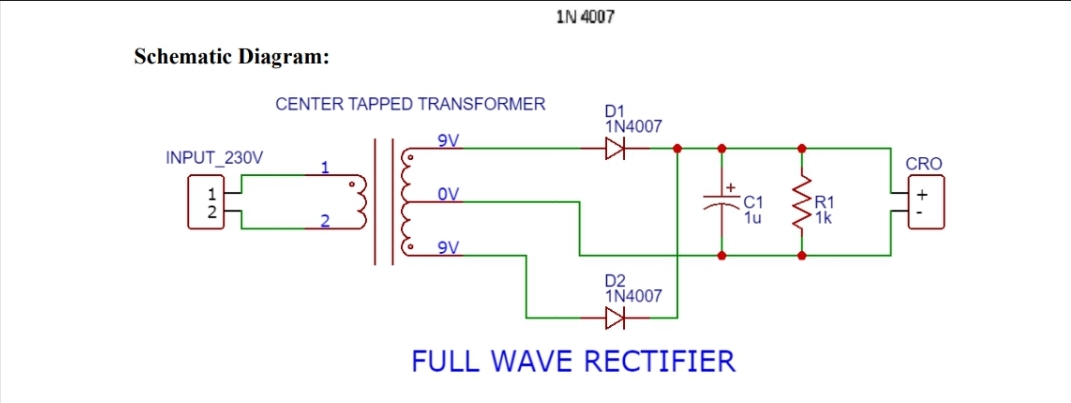 1N 4007
Schematic Diagram:
CENTER TAPPED TRANSFORMER
D1
1N4007
9V
INPUT_230V
CRO
1
1
2
0V
+
C1
1u
R1
1k
+
-
2
9V
D2
1N4007
FULL WAVE RECTIFIER